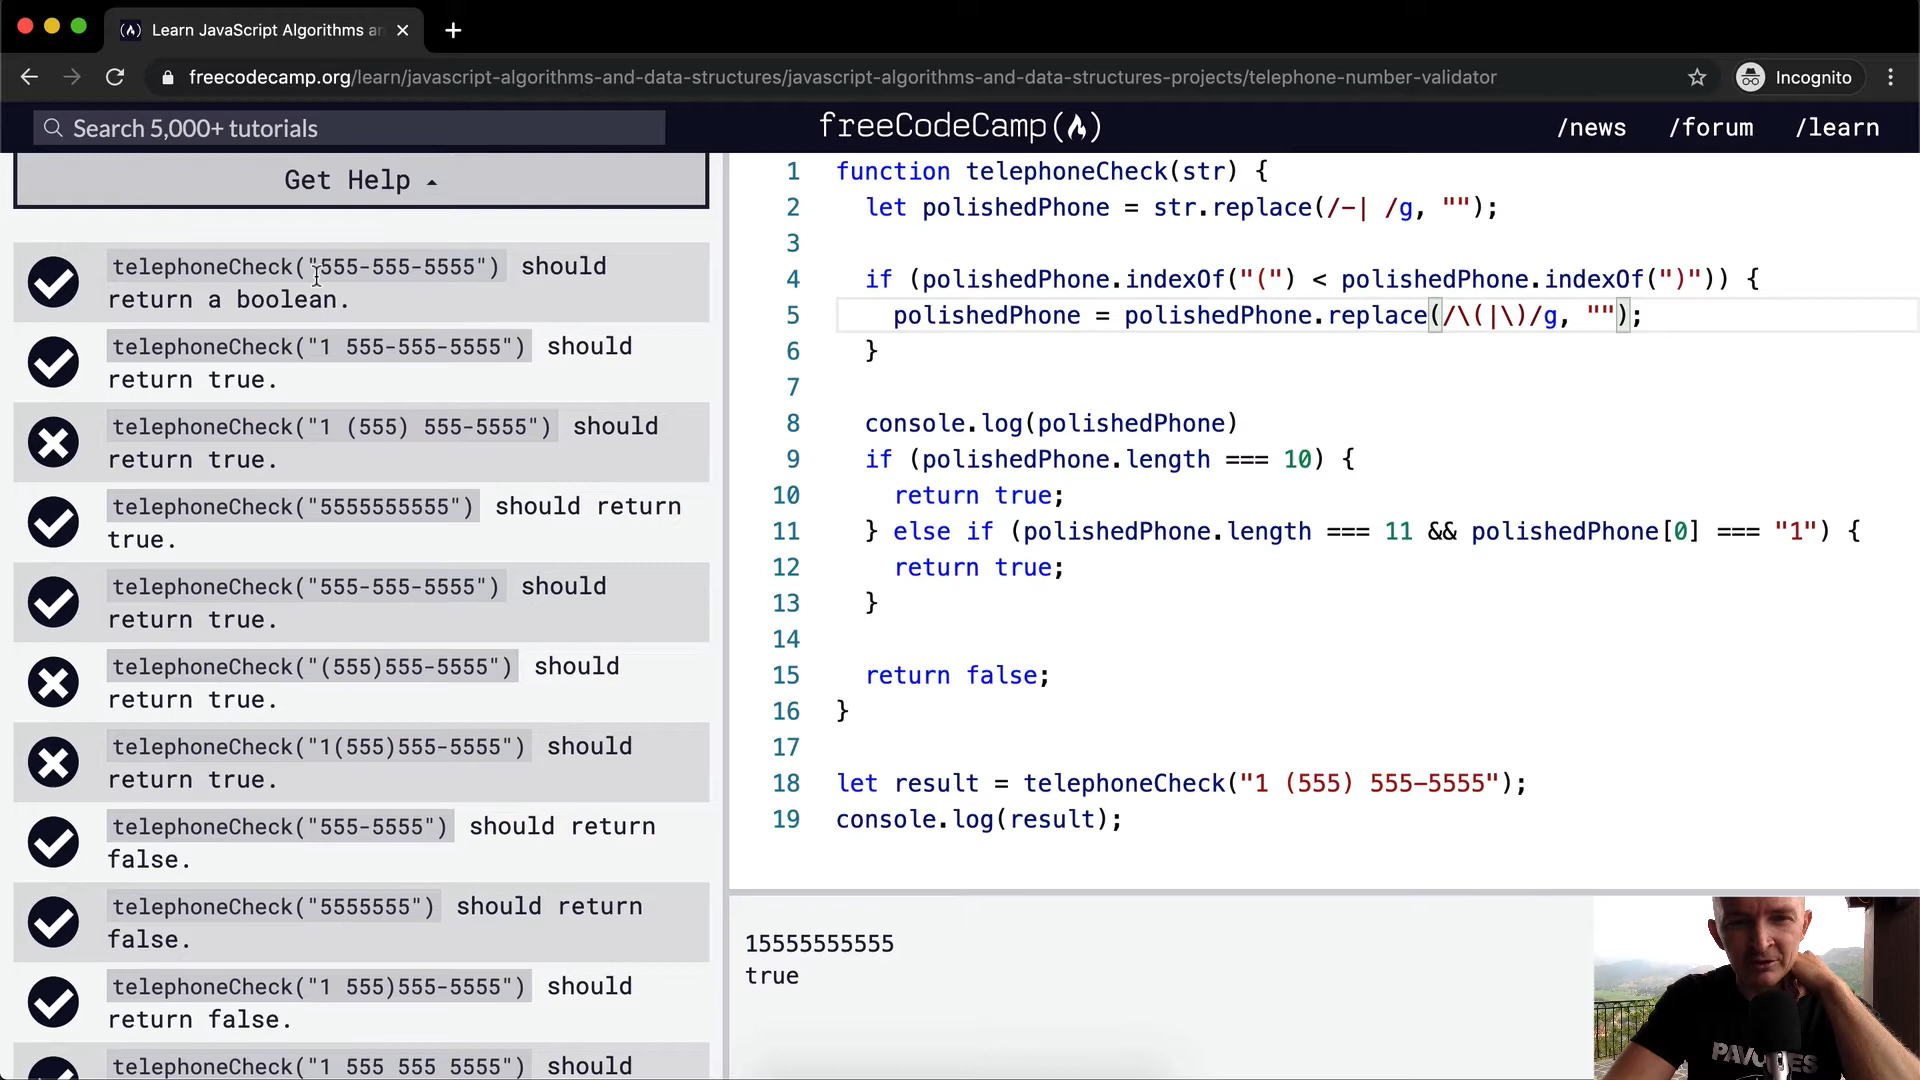 Learn JavaScript Algorithms an
freecodecamp.org/learn/javascript-algorithms-and-data-structures/javascript-algorithms-and-data-structures-projects/telephone-number-validator
Incognito
Search 5,000+ tutorials
freeCodeCamp
/news /forum /learn
Get Help
telephoneCheck("555-555-5555") should
return a boolean.
telephoneCheck("1 555-555-5555") should
return true.
telephoneCheck("1 (555) 555-5555") should
return true.
telephoneCheck("5555555555") should return
true.
telephoneCheck("555-555-5555") should
return true.
telephoneCheck("(555)555-5555") should
return true.
telephoneCheck("1(555)555-5555") should
return true.
telephoneCheck("555-5555") should return
false.
telephoneCheck("5555555") should return
false.
telephoneCheck("1 555)555-5555") should
return false.
telephoneCheck("1 555 555 5555") should
1 function telephoneCheck(str) {
2 let polishedPhone = str.replace(/-| /g, "");
3
4 if (polishedPhone.indexOf("(") < polishedPhone.indexOf(")")) {
5 polishedPhone = polishedPhone.replace(/\(|\)/g, "");
6 }
7
8 console.log(polishedPhone)
9 if (polishedPhone.length === 10) {
10 return true;
11 } else if (polishedPhone.length === 11 && polishedPhone[0] === "1") {
12 return true;
13 }
14
15 return false;
16 }
17
18 let result = telephoneCheck("1 (555) 555-5555");
19 console.log(result);
15555555555
true